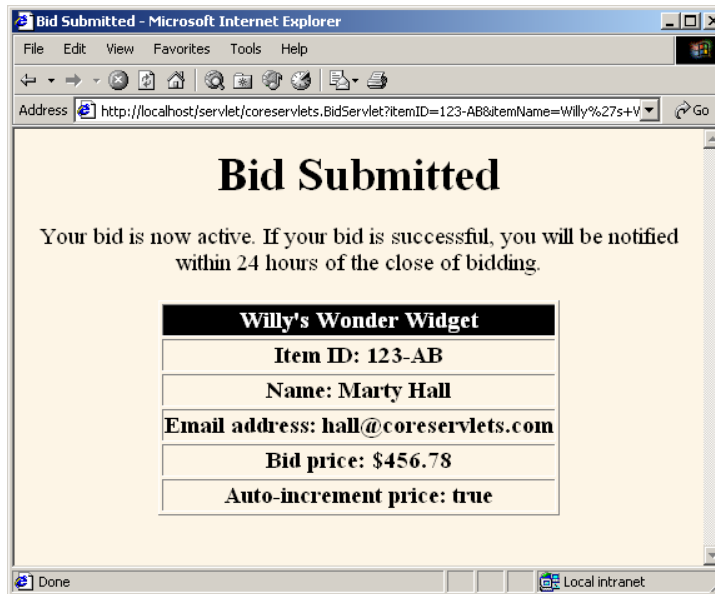 Bid Submitted - Microsoft Internet Explorer
File Edit View Favorites Tools Help
Address http://localhost/servlet/coreservlets.BidServlet?itemID=123-AB&itemName=Willy%27s+W Go
Bid Submitted
Your bid is now active. If your bid is successful, you will be notified
within 24 hours of the close of bidding.
Willy's Wonder Widget
Item ID: 123-AB
Name: Marty Hall
Email address: hall@coreservlets.com
Bid price: $456.78
Auto-increment price: true
Done Local intranet